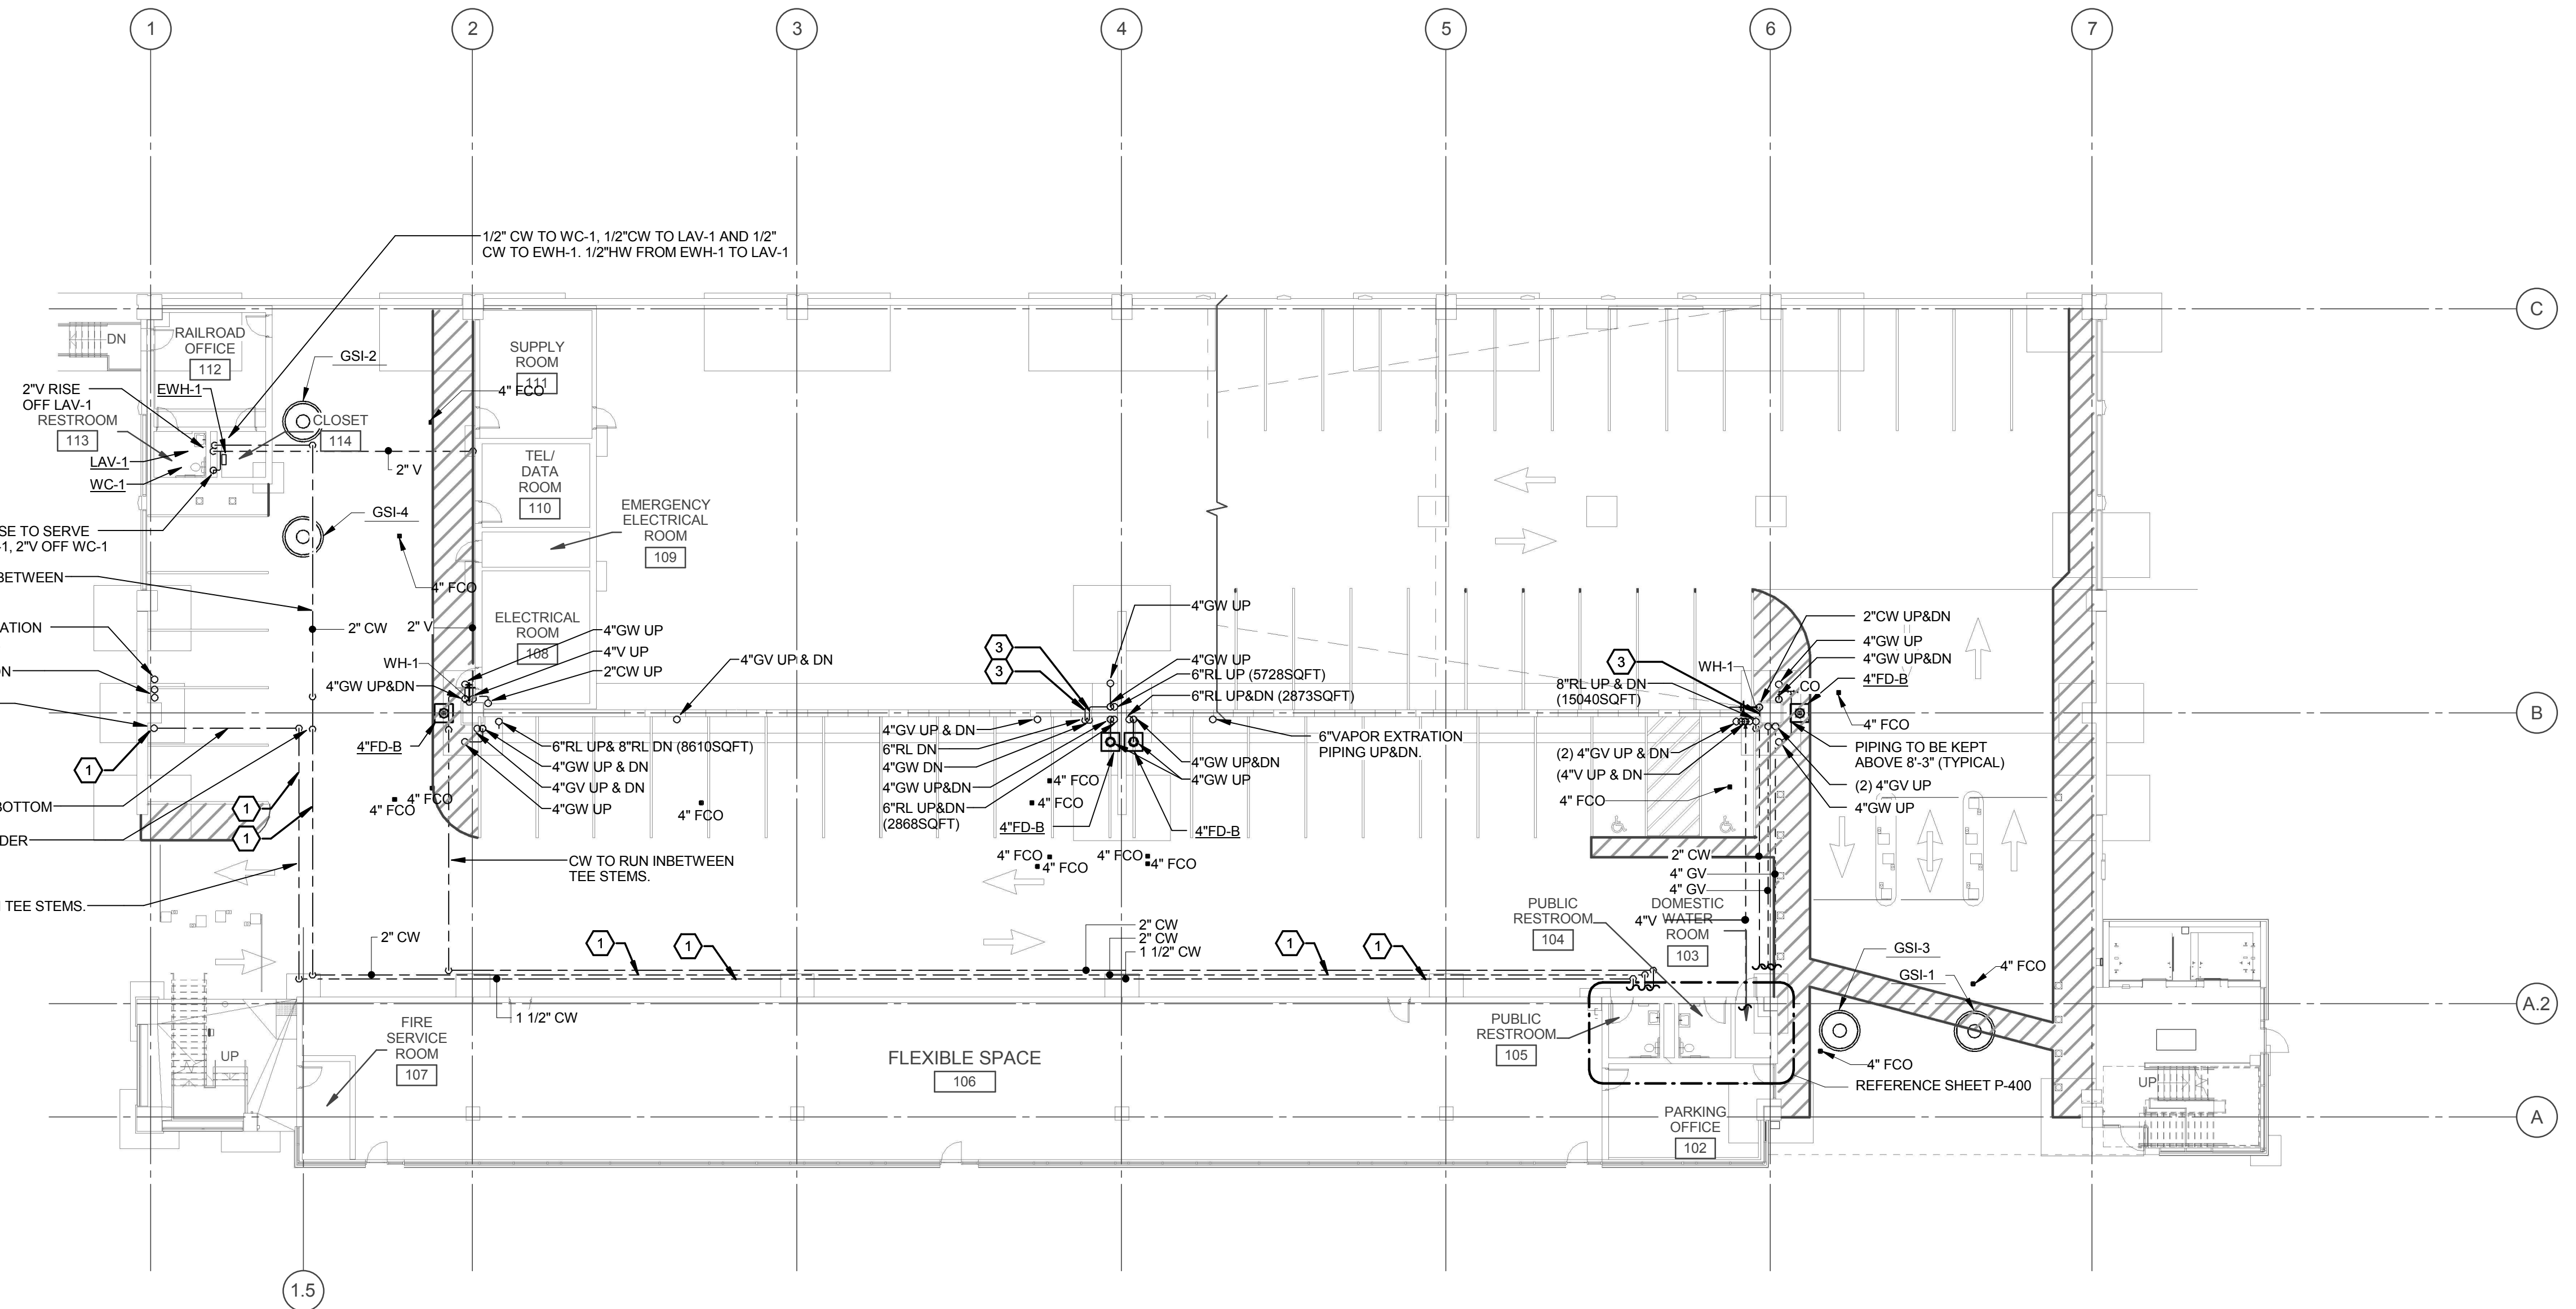 1
2
3
4
5
6
7
1/2" CW TO WC-1, 1/2"CW TO LAV-1 AND 1/2"
CW TO EWH-1. 1/2"HW FROM EWH-1 TO LAV-1
C
DN
RAILROAD
OFFICE
112
GSI-2
SUPPLY
ROOM
111
4" FCO
2"V RISE
OFF LAV-1
EWH-1
RESTROOM
113
CLOSET
114
LAV-1
WC-1
2" V
TEL/
DATA
ROOM
110
GSI-4
EMERGENCY
ELECTRICAL
ROOM
109
SE TO SERVE
-1, 2"V OFF WC-1
BETWEEN
4" FCO
ATION
2" CW
2" V
ELECTRICAL
ROOM
108
4"GW UP
4"V UP
2"CW UP
WH-1
4"GW UP&DN
4"GV UP & DN
ON
4"FD-B
6"RL UP& 8"RL DN (8610SQFT)
4"GW UP & DN
4"GV UP & DN
4"GW UP
1
BOTTOM
1
1
DER
4" FCO
4" FCO
4" FCO
TEE STEMS.
CW TO RUN INBETWEEN
TEE STEMS.
3
3
4"GW UP
4"GW UP
6"RL UP (5728SQFT)
6"RL UP&DN (2873SQFT)
4"GV UP & DN
6"RL DN
4"GW DN
4"GW UP&DN
6"RL UP&DN
(2868SQFT)
4"GW UP&DN
4"GW UP
6"VAPOR EXTRATION
PIPING UP&DN.
4" FCO
4" FCO
4"FD-B
4"FD-B
4" FCO
4" FCO
4" FCO
4" FCO
3
WH-1
8"RL UP & DN
(15040SQFT)
2"CW UP&DN
4"GW UP
4"GW UP&DN
4"FD-B
CO
4" FCO
B
(2) 4"GV UP & DN
(4"V UP & DN
4" FCO
PIPING TO BE KEPT
ABOVE 8'-3" (TYPICAL)
(2) 4"GV UP
4"GW UP
2" CW
4" GV
4" GV
4"V
PUBLIC
RESTROOM
104
DOMESTIC
WATER
ROOM
103
2" CW
1
1
2" CW
2" CW
1 1/2" CW
1
1
GSI-3
GSI-1
4" FCO
A.2
1 1/2" CW
FIRE
SERVICE
ROOM
107
UP
FLEXIBLE SPACE
106
PUBLIC
RESTROOM
105
4" FCO
REFERENCE SHEET P-400
UP
PARKING
OFFICE
102
A
1.5